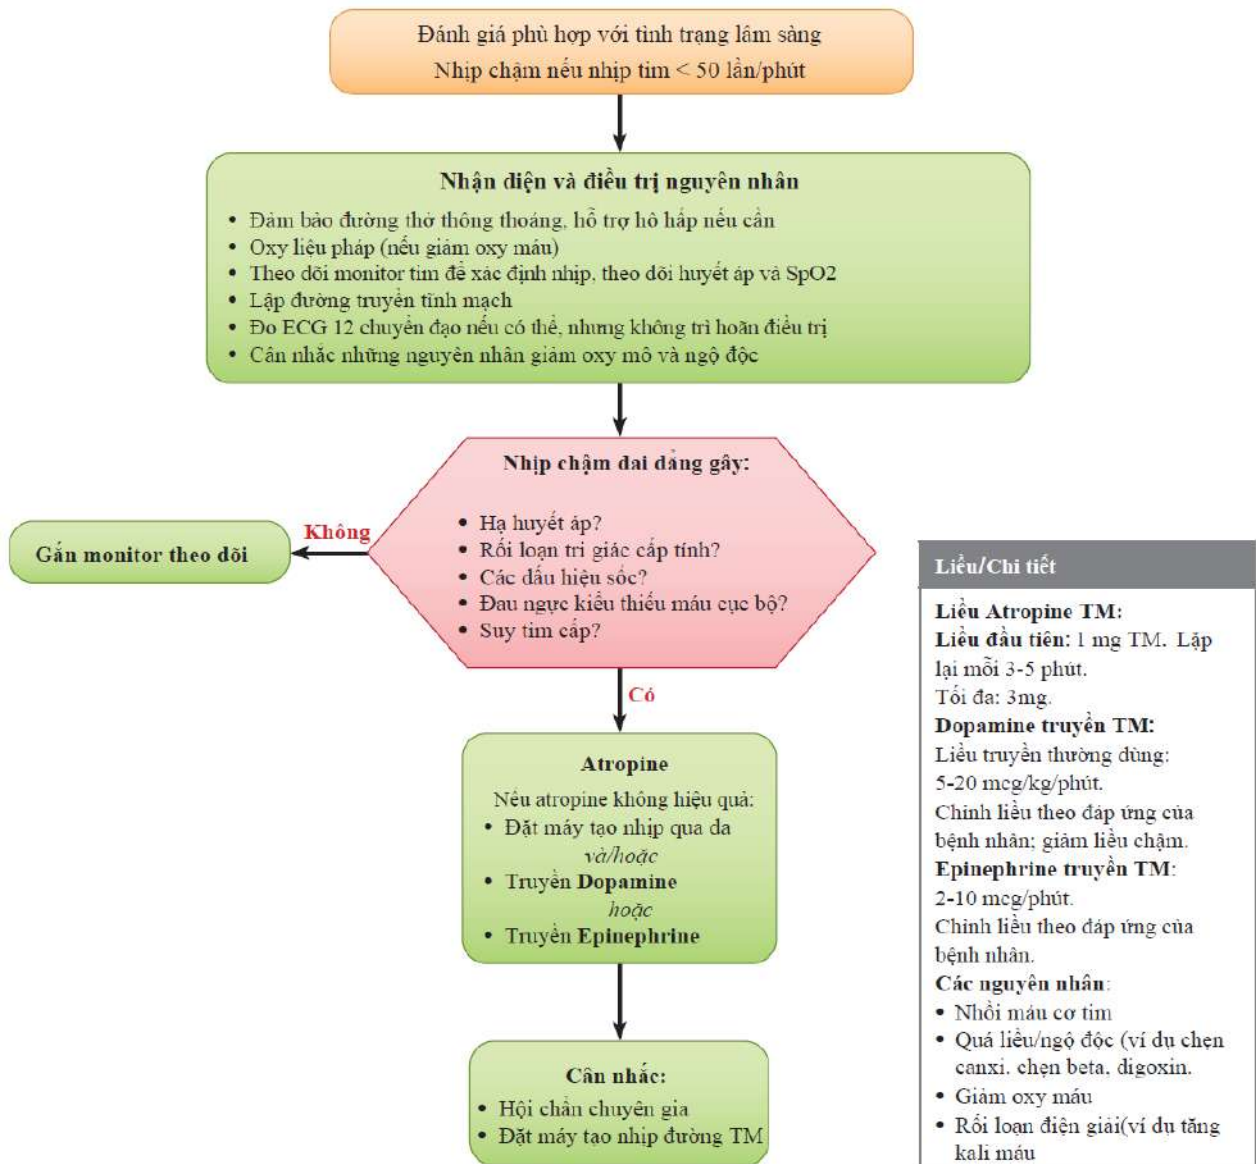 Đánh giá phù hợp với tình trạng lâm sàng
Nhịp chậm nếu nhịp tim < 50 lần/phút
Nhận diện và điều trị nguyên nhân
• Đảm bảo đường thở thông thoáng, hỗ trợ hô hấp nếu cần
• Oxy liệu pháp (nếu giảm oxy máu)
• Theo dõi monitor tim để xác định nhịp, theo dõi huyết áp và SpO2
• Lập đường truyền tĩnh mạch
• Đo ECG 12 chuyển đạo nếu có thể, nhưng không trì hoãn điều trị
• Cân nhắc những nguyên nhân giảm oxy mô và ngộ độc
Nhịp chậm dai dẳng gây:
• Hạ huyết áp?
• Rối loạn tri giác cấp tính?
• Các dấu hiệu sốc?
• Đau ngực kiểu thiếu máu cục bộ?
• Suy tim cấp?
Không
Gắn monitor theo dõi
Có
Atropine
Nếu atropine không hiệu quả:
• Đặt máy tạo nhịp qua da
và/hoặc
• Truyền Dopamine
hoặc
• Truyền Epinephrine
Cân nhắc:
• Hội chẩn chuyên gia
• Đặt máy tạo nhịp đường TM
Liều/Chi tiết
Liều Atropine TM:
Liều đầu tiên: 1 mg TM. Lặp
lại mỗi 3-5 phút.
Tối đa: 3mg.
Dopamine truyền TM:
Liều truyền thường dùng:
5-20 mcg/kg/phút.
Chỉnh liều theo đáp ứng của
bệnh nhân; giảm liều chậm.
Epinephrine truyền TM:
2-10 mcg/phút.
Chỉnh liều theo đáp ứng của
bệnh nhân.
Các nguyên nhân:
• Nhồi máu cơ tim
• Quá liều/ngộ độc (ví dụ chẹn
canxi, chẹn beta, digoxin.
• Giảm oxy máu
• Rối loạn điện giải(ví dụ tăng
kali máu